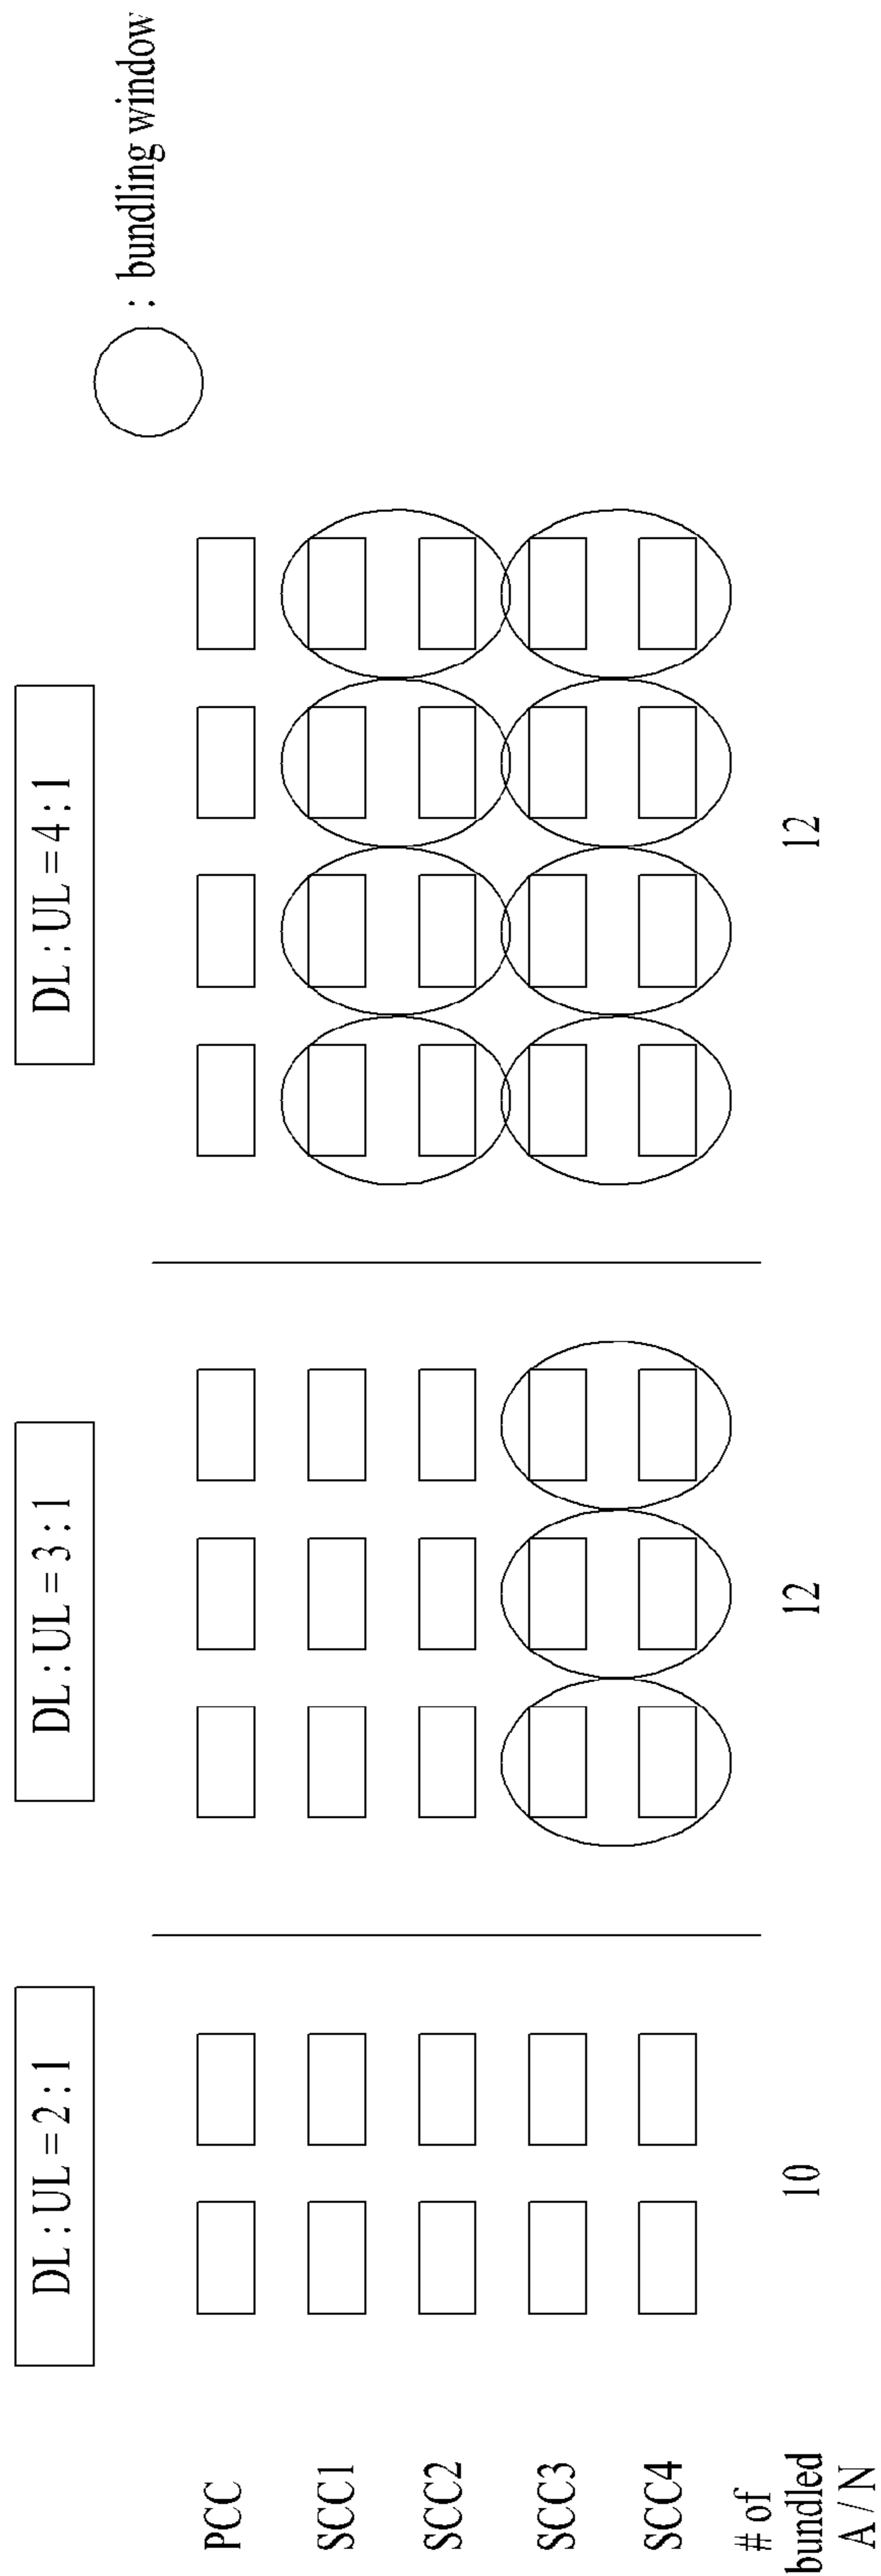 DL : UL = 2 : 1
DL : UL = 3 : 1
DL : UL = 4 : 1
: bundling window
PCC
SCC1
SCC2
SCC3
SCC4
# of
bundled
A / N
10
12
12